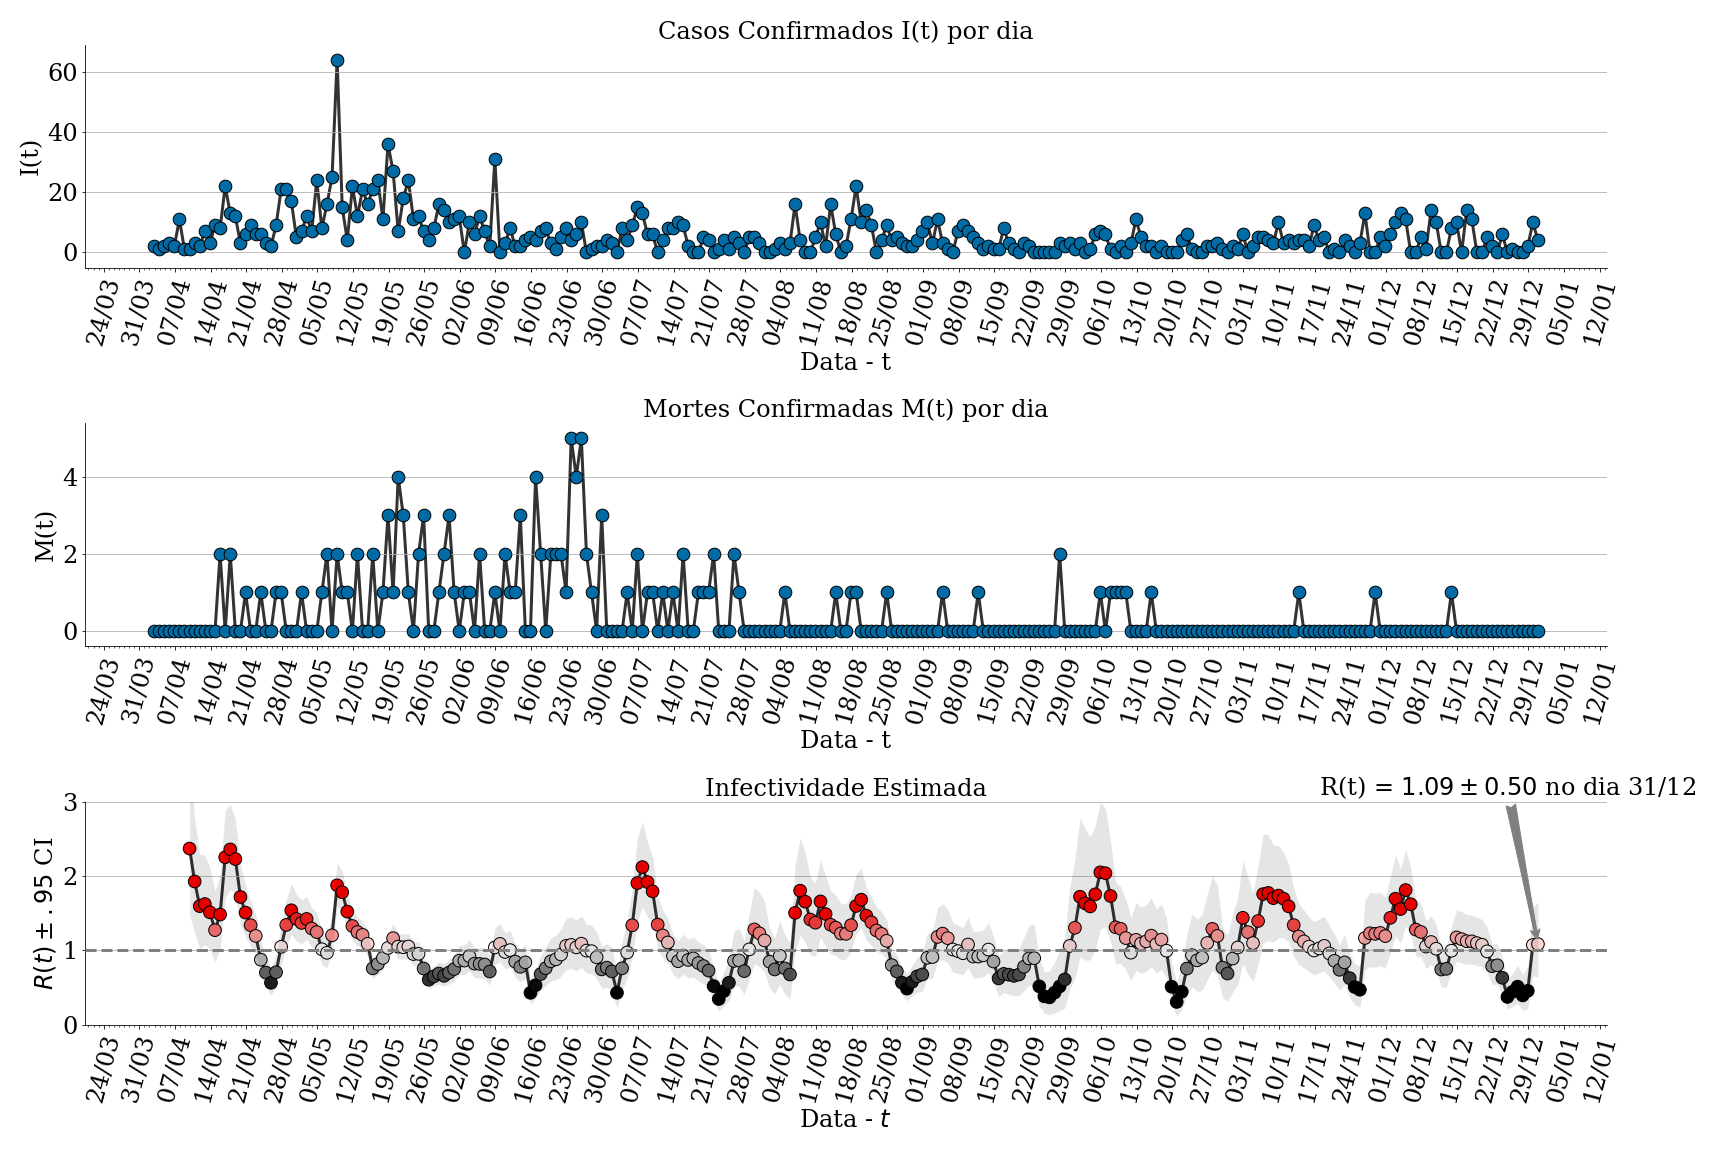 Casos Confirmados I(t) por dia
I(t)
60
40
20
0
24/03 31/03 07/04 14/04 21/04 28/04 05/05 12/05 19/05 26/05 02/06 09/06 16/06 23/06 30/06 07/07 14/07 21/07 28/07 04/08 11/08 18/08 25/08 01/09 08/09 15/09 22/09 29/09 06/10 13/10 20/10 27/10 03/11 10/11 17/11 24/11 01/12 08/12 15/12 22/12 29/12 05/01 12/01
Data - t
Mortes Confirmadas M(t) por dia
M(t)
4
2
0
24/03 31/03 07/04 14/04 21/04 28/04 05/05 12/05 19/05 26/05 02/06 09/06 16/06 23/06 30/06 07/07 14/07 21/07 28/07 04/08 11/08 18/08 25/08 01/09 08/09 15/09 22/09 29/09 06/10 13/10 20/10 27/10 03/11 10/11 17/11 24/11 01/12 08/12 15/12 22/12 29/12 05/01 12/01
Data - t
Infectividade Estimada
R(t) = 1.09 ± 0.50 no dia 31/12
R(t) ± .95 CI
3
2
1
0
24/03 31/03 07/04 14/04 21/04 28/04 05/05 12/05 19/05 26/05 02/06 09/06 16/06 23/06 30/06 07/07 14/07 21/07 28/07 04/08 11/08 18/08 25/08 01/09 08/09 15/09 22/09 29/09 06/10 13/10 20/10 27/10 03/11 10/11 17/11 24/11 01/12 08/12 15/12 22/12 29/12 05/01 12/01
Data - t